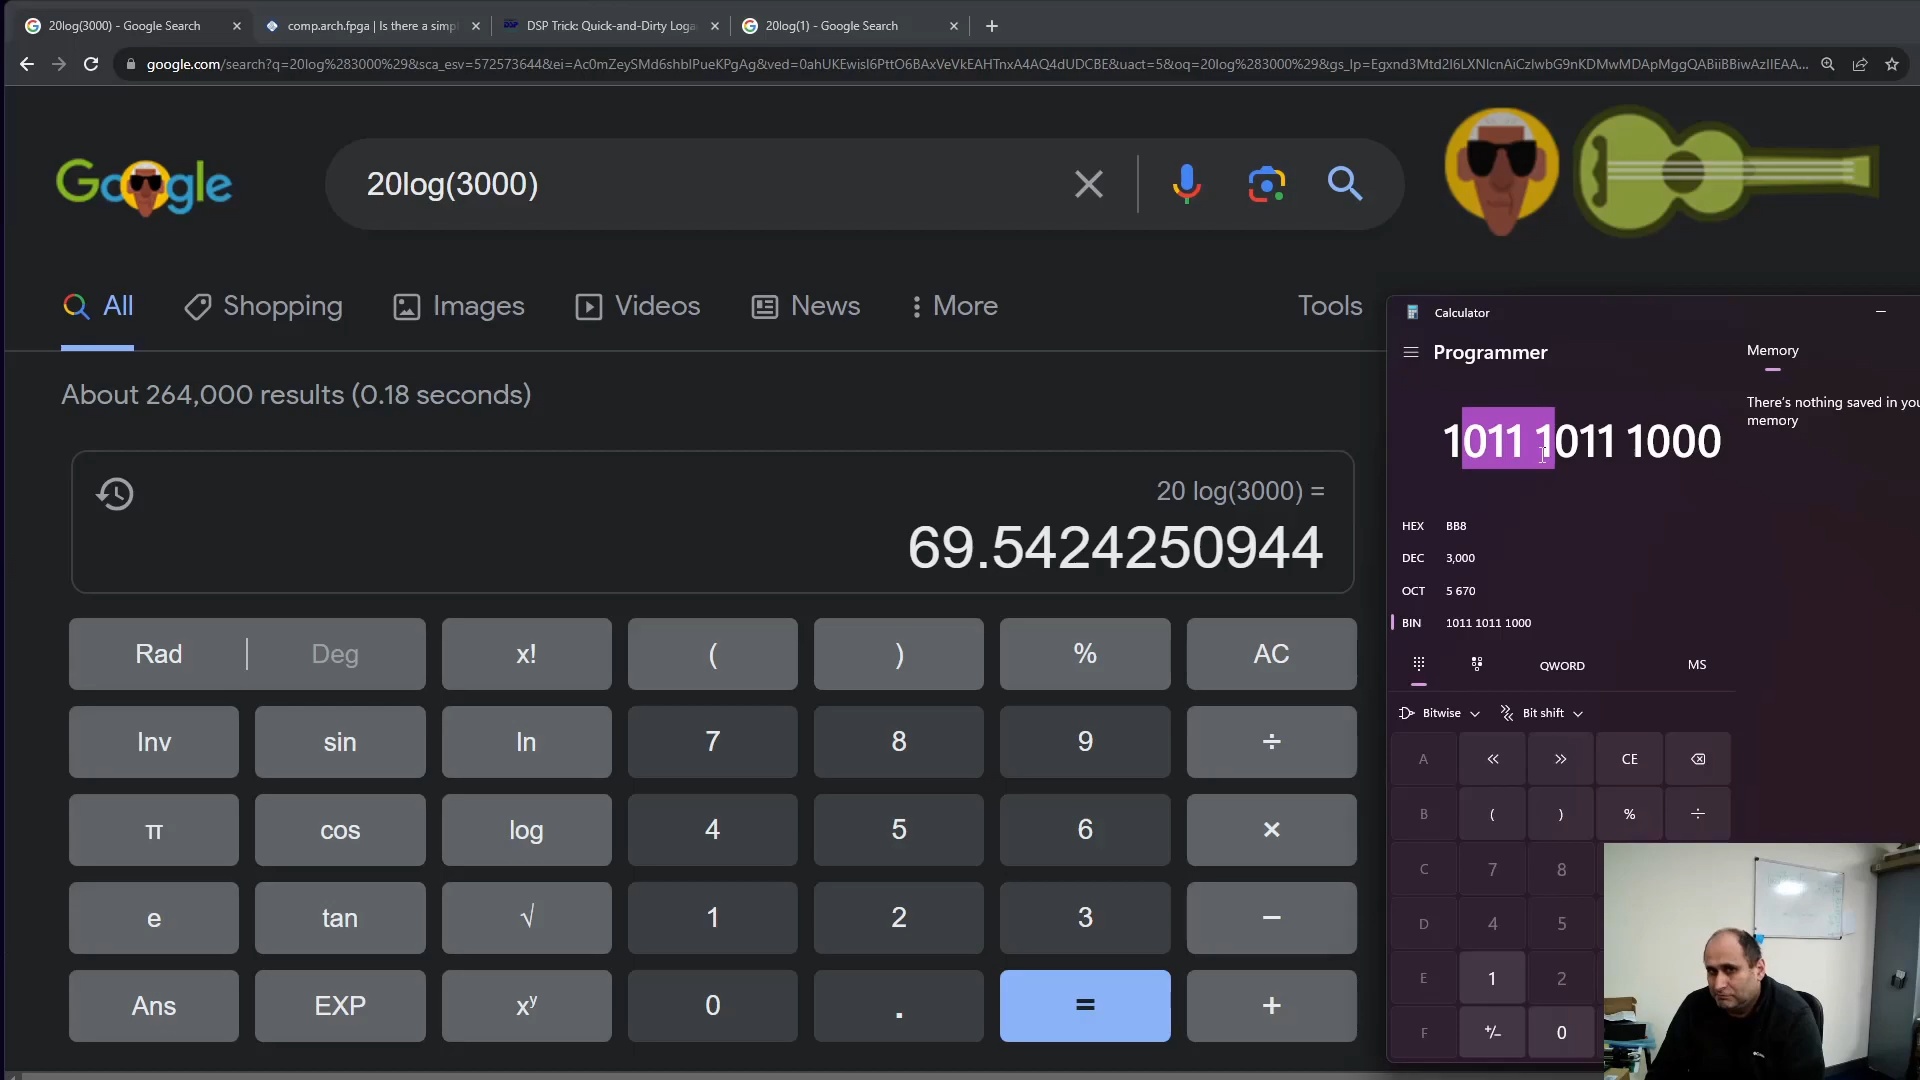 20log(3000) - Google Search
comp.arch.fpga | Is there a simpl
DSP Trick: Quick-and-Dirty Loga
20log(1) - Google Search
google.com/search?q=20log%283000%29&sca_esv=572573644&ei=Ac0mZeySMd6shbIPueKPgAg&ved=0ahUKEwisI6PttO6BAxVeVkEAHTnxA4AQ4dUDCBE&uact=5&oq=20log%283000%29&gs_lp=Egxnd3Mtd2l6LXNlcnAiCzIwbG9nKDMwMDApMggQABiiBBiwAzIIEAA...
Google
20log(3000)
All
Shopping
Images
Videos
News
More
Tools
About 264,000 results (0.18 seconds)
20 log(3000) =
69.5424250944
Rad
Deg
x!
(
)
%
AC
Inv
sin
ln
7
8
9
÷
π
cos
log
4
5
6
×
e
tan
√
1
2
3
−
Ans
EXP
xʸ
0
.
=
+
Calculator
Programmer
1011 1011 1000
Memory
There's nothing saved in you
memory
HEX BB8
DEC 3,000
OCT 5 670
BIN 1011 1011 1000
QWORD
MS
Bitwise
Bit shift
A
<<
>>
CE
B
(
)
%
÷
C
7
8
D
4
5
E
1
2
F
+/-
0